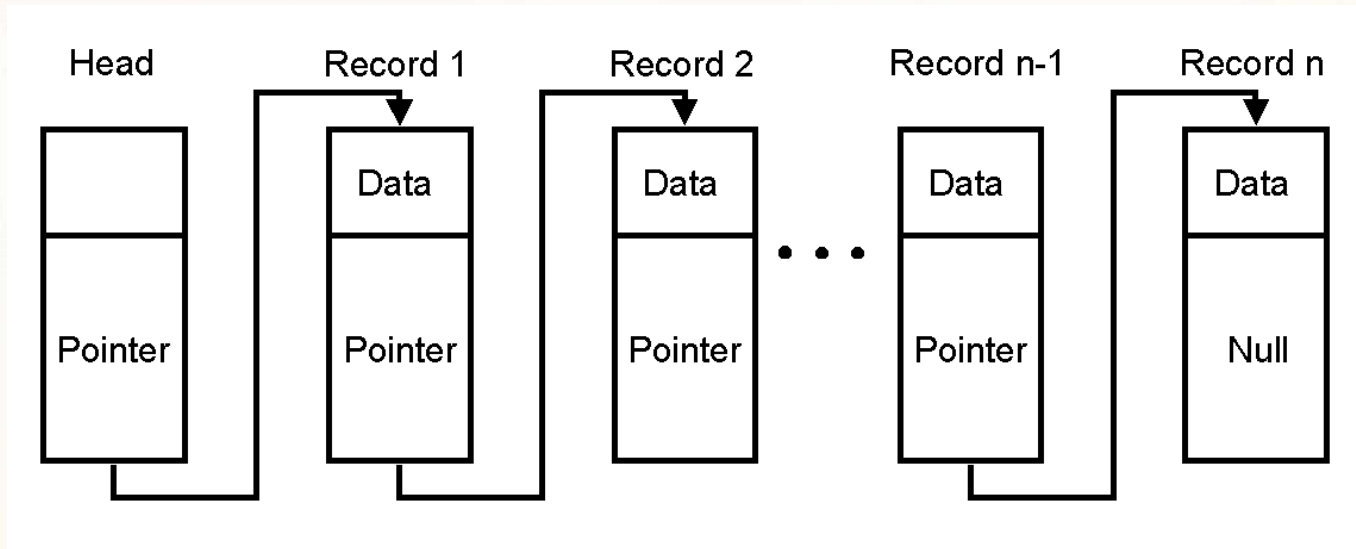 Head Record 1 Record 2 Record n-1 Record n
Data Data Data Data
• • •
Pointer Pointer Pointer Pointer Null